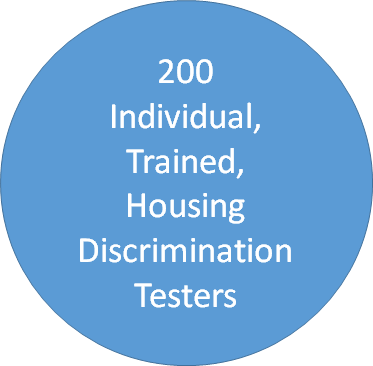 200
Individual,
Trained,
Housing
Discrimination
Testers